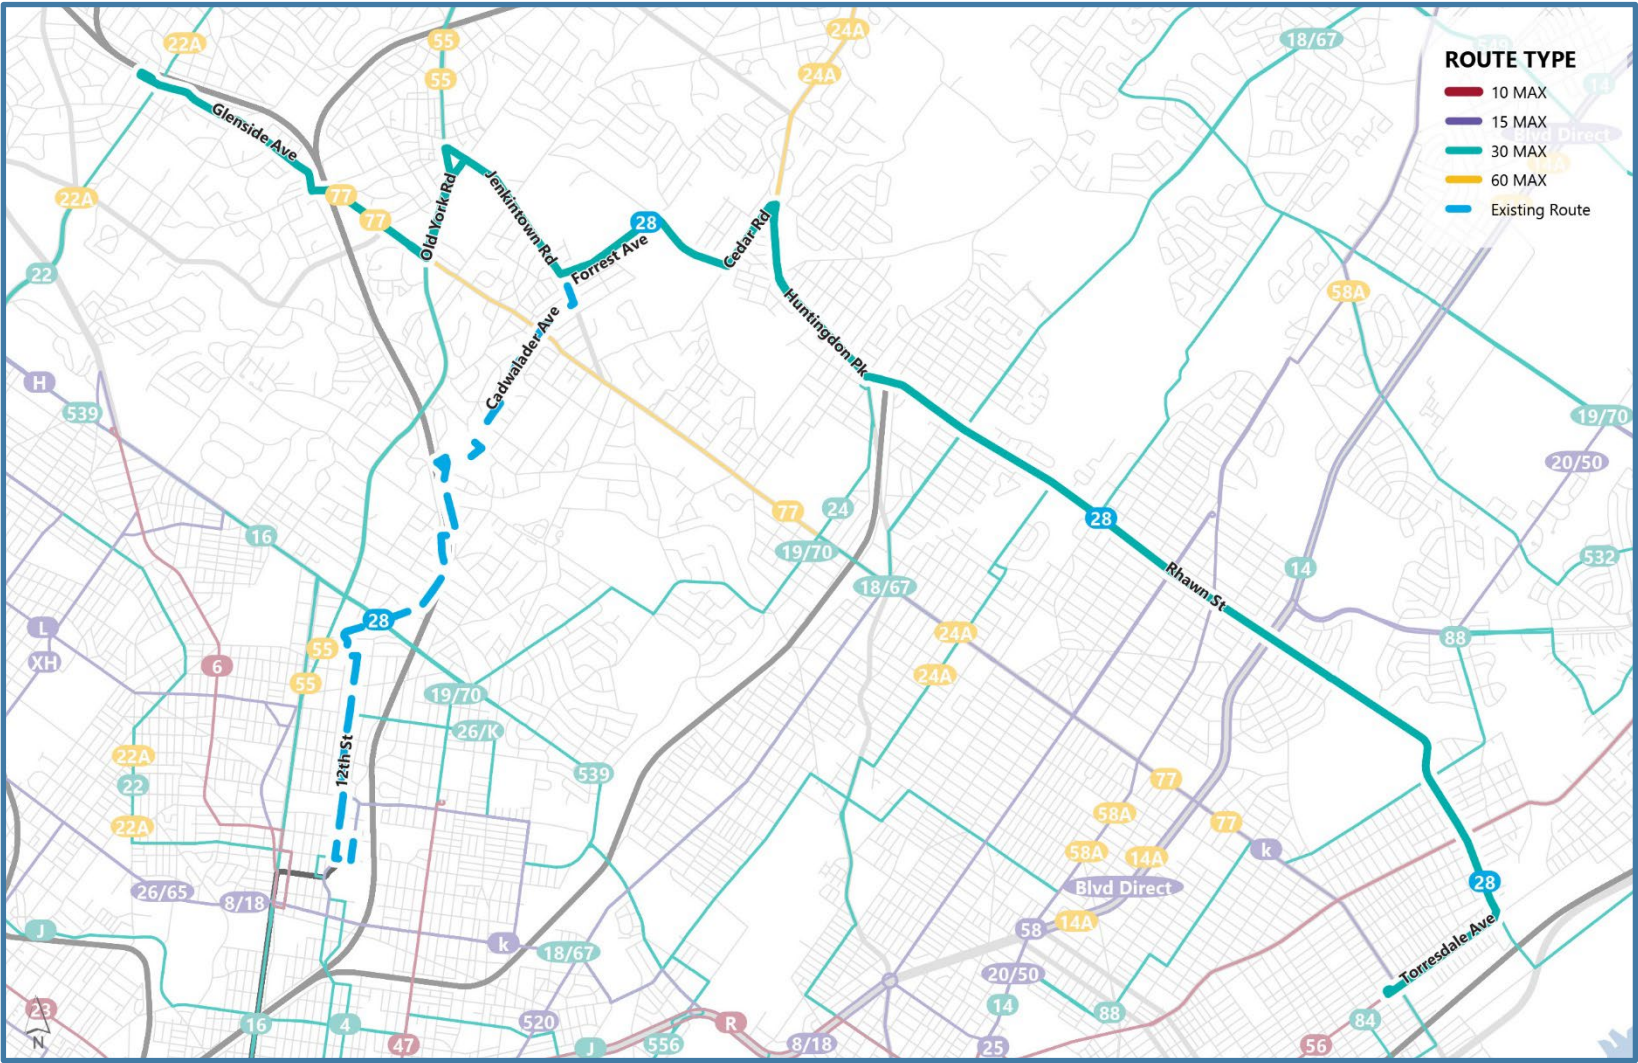 24A
22A
55
18/67
ROUTE TYPE
24A
55
14
10 MAX
Glenside Ave
15 MAX
Blvd Direct
30 MAX
60 MAX
22A
77
Existing Route
77
Old York Rd
Jenkintown Rd
28
Forrest Ave
Cedar Rd
22
58A
Huntingdon Pk
Cadwalader Ave
H
539
19/70
20/50
77
24
28
16
19/70
14
532
18/67
Rhawn St
28
L
24A
88
55
XH
6
24A
55
19/70
26/K
22A
12th St
539
77
22
58A
77
22A
k
58A
14A
28
26/65
Blvd Direct
8/18
14A
58
J
k
18/67
Torresdale Ave
20/50
23
14
88
N
16
4
520
R
84
47
J
556
8/18
25
56